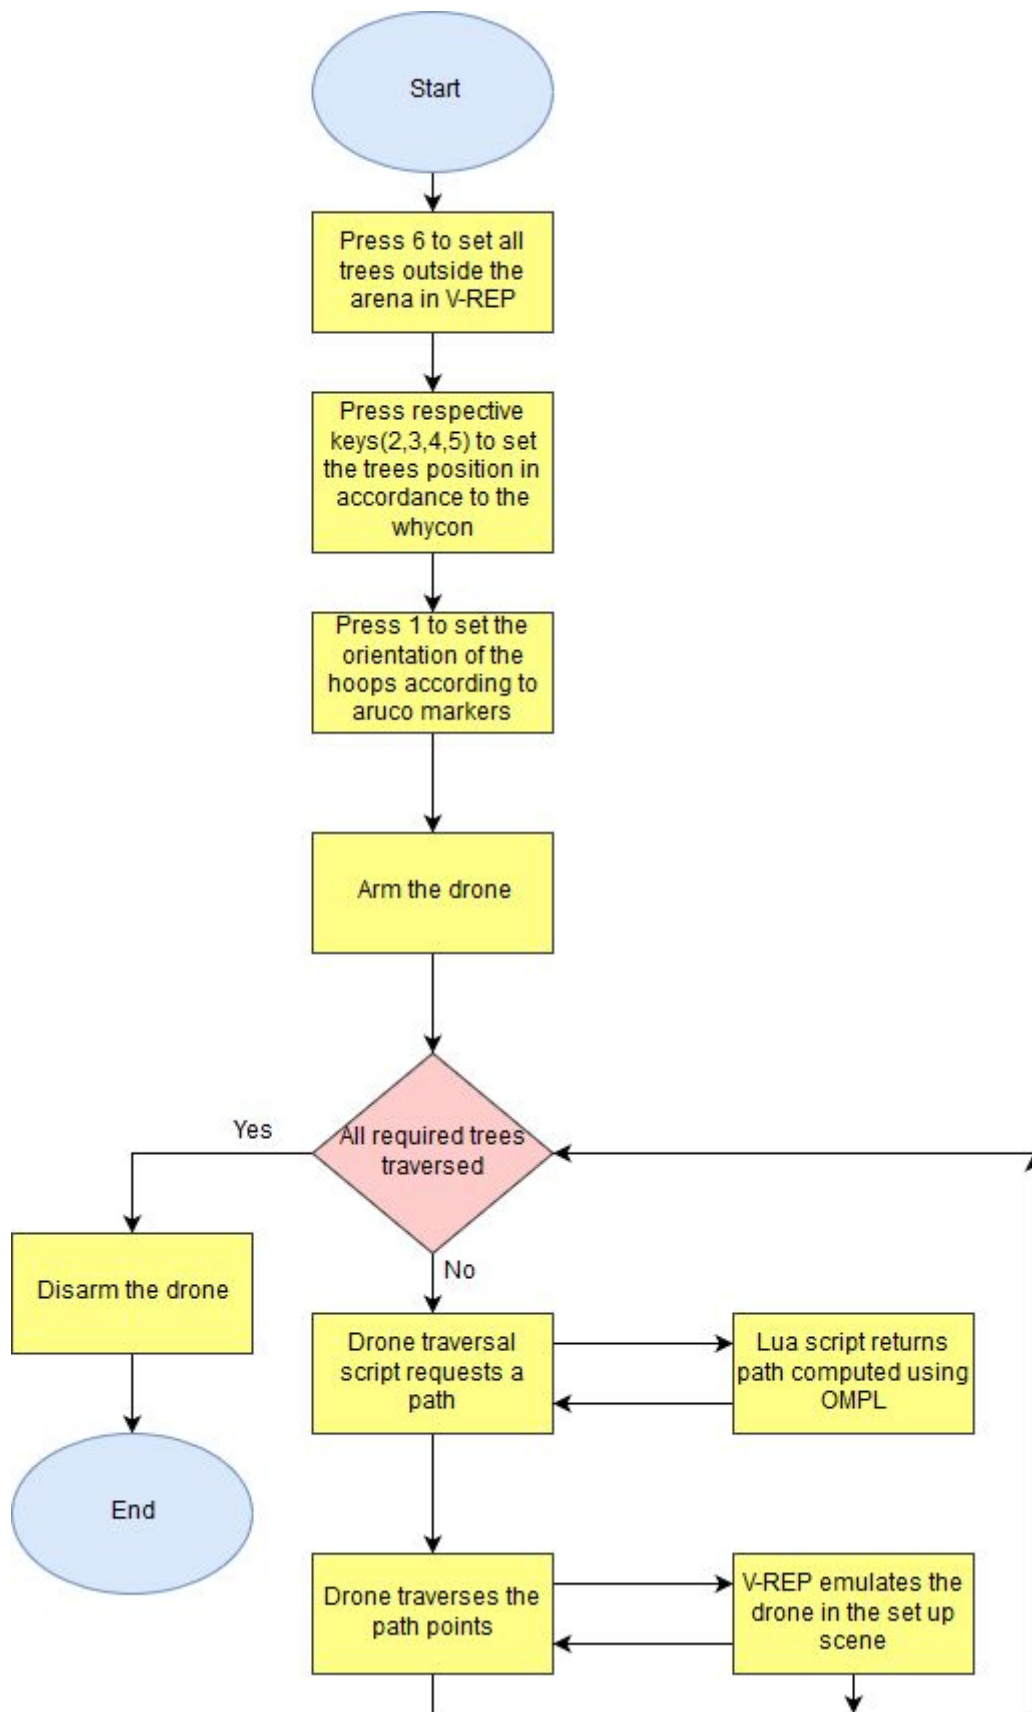 Start
Press 6 to set all
trees outside the
arena in V-REP
Press respective
keys(2,3,4,5) to set
the trees position in
accordance to the
whycon
Press 1 to set the
orientation of the
hoops according to
aruco markers
Arm the drone
All required trees
traversed
Yes
No
Disarm the drone
End
Drone traversal
script requests a
path
Lua script returns
path computed using
OMPL
Drone traverses the
path points
V-REP emulates the
drone in the set up
scene